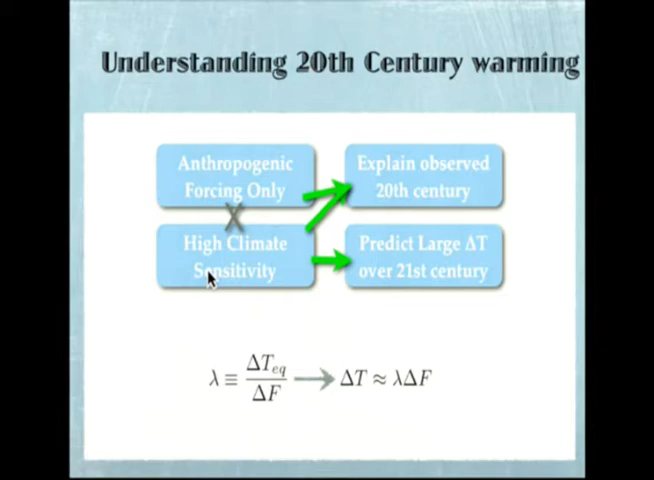 Understanding 20th Century warming
Anthropogenic
Forcing Only
Explain observed
20th century
X
High Climate
Sensitivity
Predict Large ΔT
over 21st century
λ ≡ ΔT_eq / ΔF → ΔT ≈ λΔF